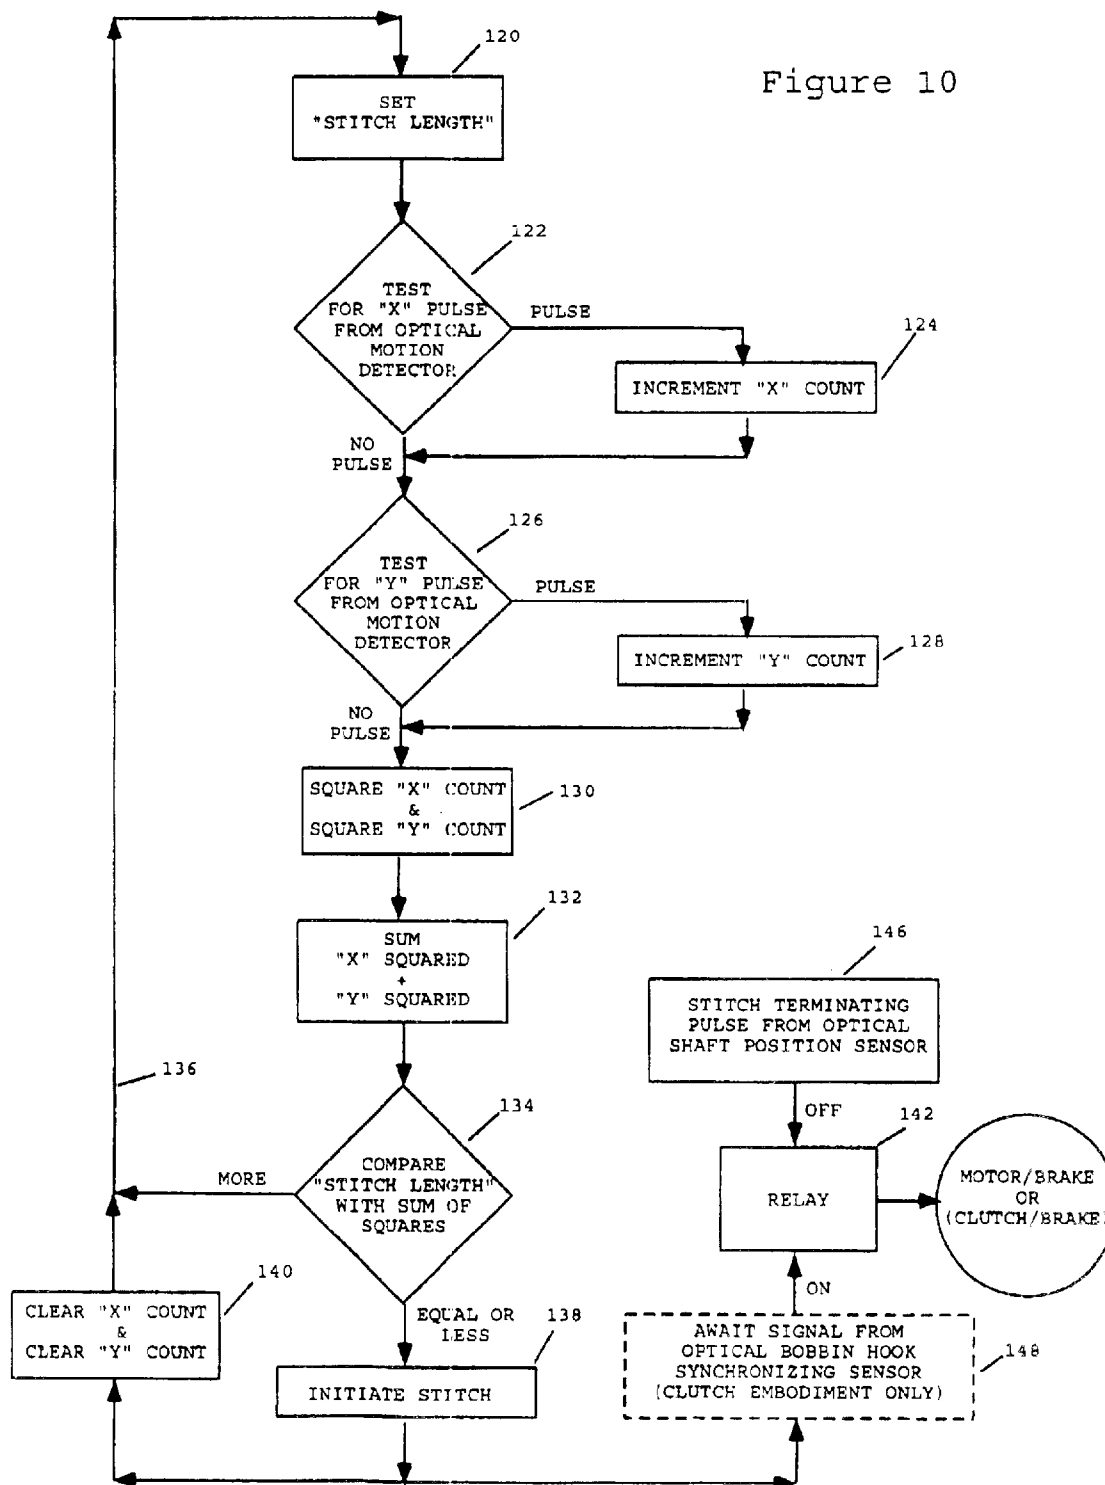 Figure 10
120
SET
"STITCH LENGTH"
122
TEST
FOR "X" PULSE
FROM OPTICAL
MOTION
DETECTOR
PULSE
124
INCREMENT "X" COUNT
NO
PULSE
126
TEST
FOR "Y" PULSE
FROM OPTICAL
MOTION
DETECTOR
PULSE
128
INCREMENT "Y" COUNT
NO
PULSE
SQUARE "X" COUNT
&
SQUARE "Y" COUNT
130
132
SUM
"X" SQUARED
+
"Y" SQUARED
136
134
COMPARE
"STITCH LENGTH"
WITH SUM OF
SQUARES
MORE
EQUAL OR
LESS
138
INITIATE STITCH
140
CLEAR "X" COUNT
&
CLEAR "Y" COUNT
146
STITCH TERMINATING
PULSE FROM OPTICAL
SHAFT POSITION SENSOR
OFF
142
RELAY
MOTOR/BRAKE
OR
(CLUTCH/BRAKE)
ON
AWAIT SIGNAL FROM
OPTICAL BOBBIN HOOK
SYNCHRONIZING SENSOR
(CLUTCH EMBODIMENT ONLY)
148